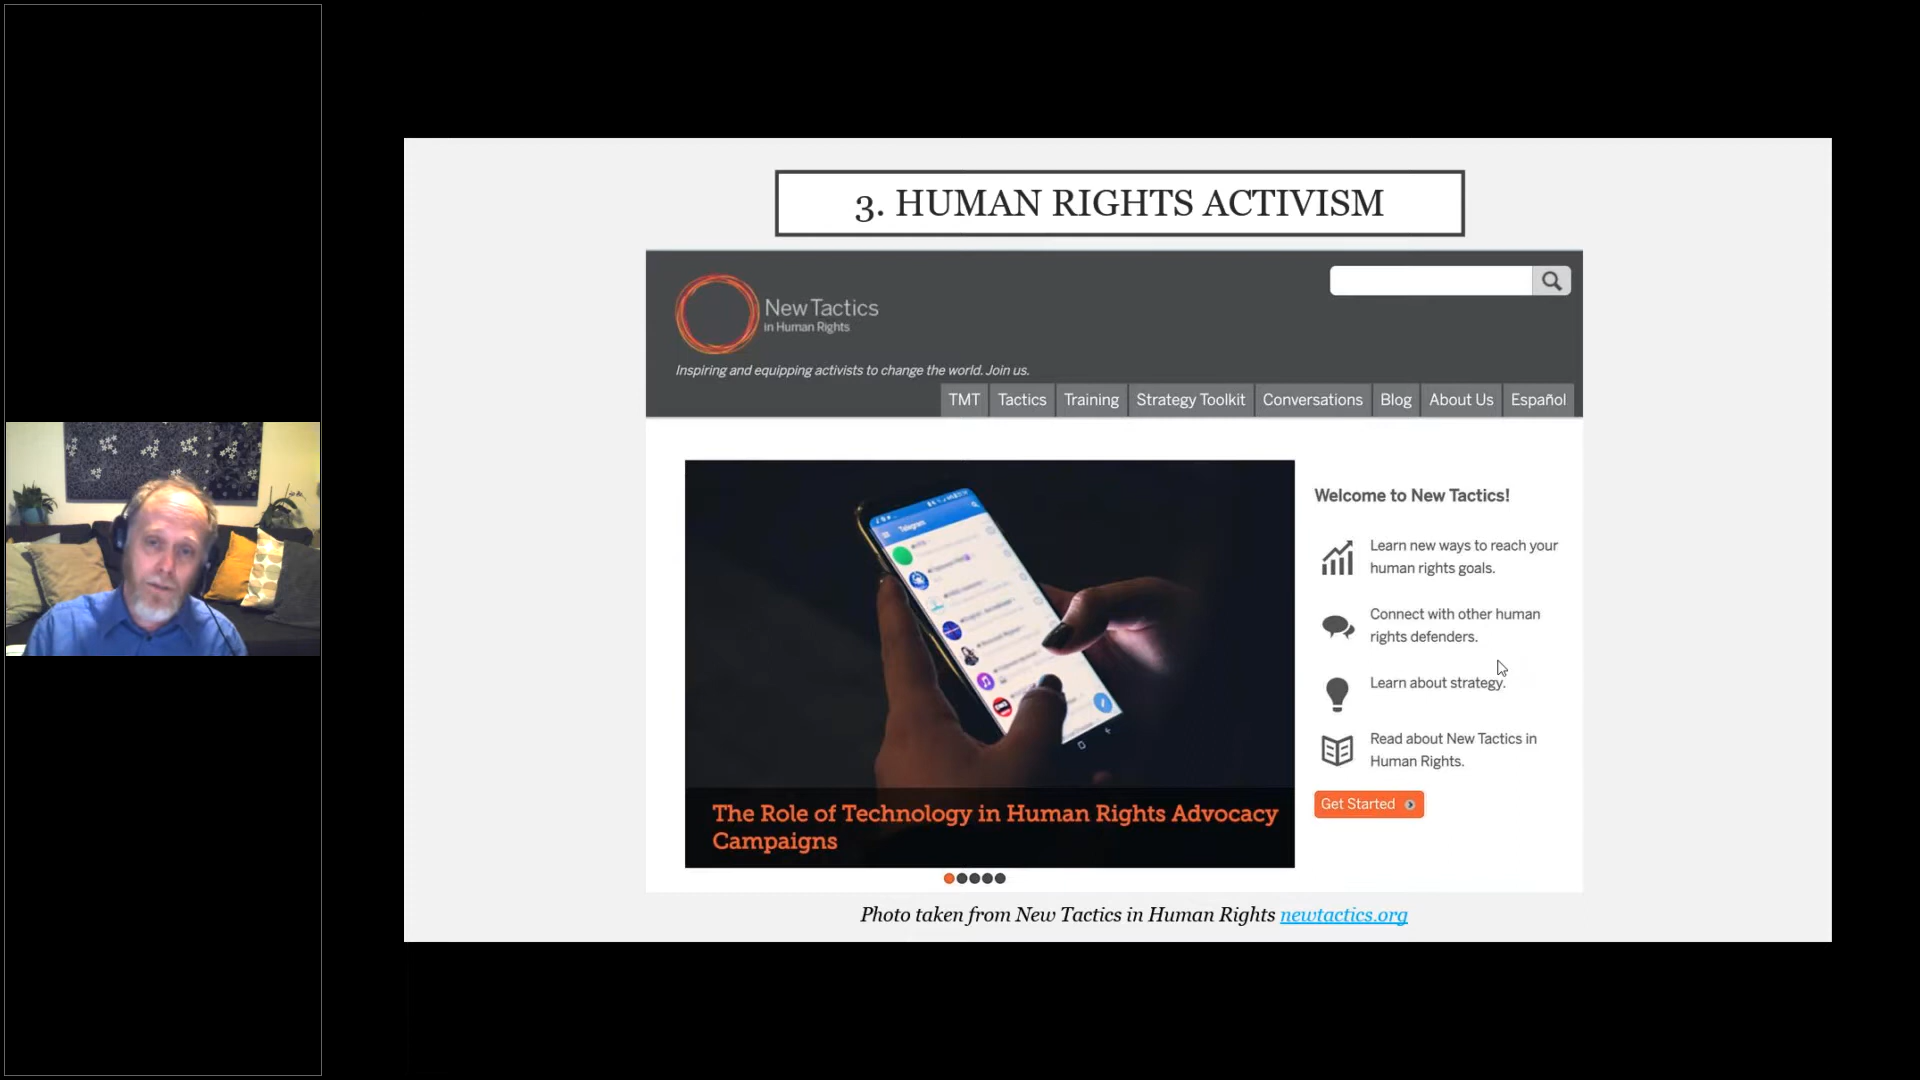 3. HUMAN RIGHTS ACTIVISM
New Tactics
in Human Rights
Inspiring and equipping activists to change the world. Join us.
TMT Tactics Training Strategy Toolkit Conversations Blog About Us Español
Telegram
Welcome to New Tactics!
Learn new ways to reach your
human rights goals.
Connect with other human
rights defenders.
Learn about strategy.
Read about New Tactics in
Human Rights.
Get Started
The Role of Technology in Human Rights Advocacy
Campaigns
Photo taken from New Tactics in Human Rights newtactics.org